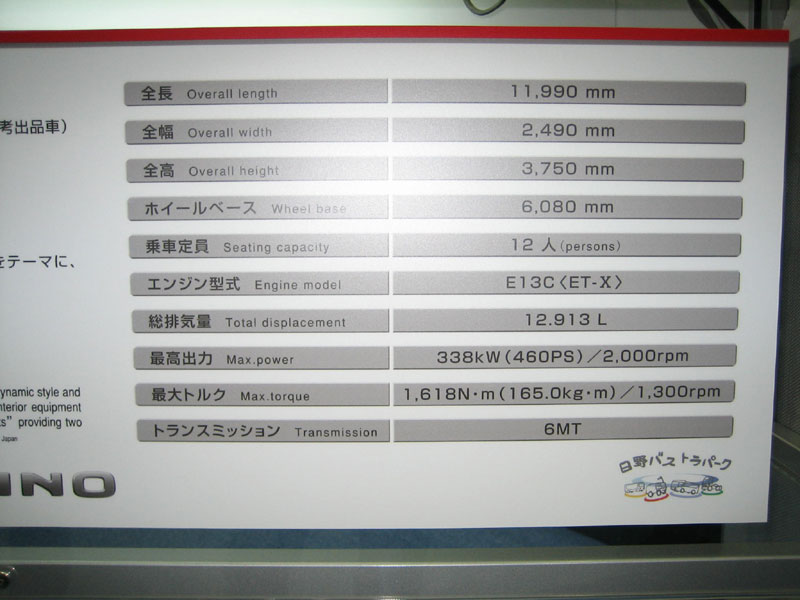 考出品車）
をテーマに、
ynamic style and
nterior equipment
s" providing two
Japan
INO
全長 Overall length 11,990 mm
全幅 Overall width 2,490 mm
全高 Overall height 3,750 mm
ホイールベース Wheel base 6,080 mm
乗車定員 Seating capacity 12 人(persons)
エンジン型式 Engine model E13C〈ET-X〉
総排気量 Total displacement 12.913 L
最高出力 Max.power 338kW(460PS)／2,000rpm
最大トルク Max.torque 1,618N・m(165.0kg・m)／1,300rpm
トランスミッション Transmission 6MT
日野バストラパーク